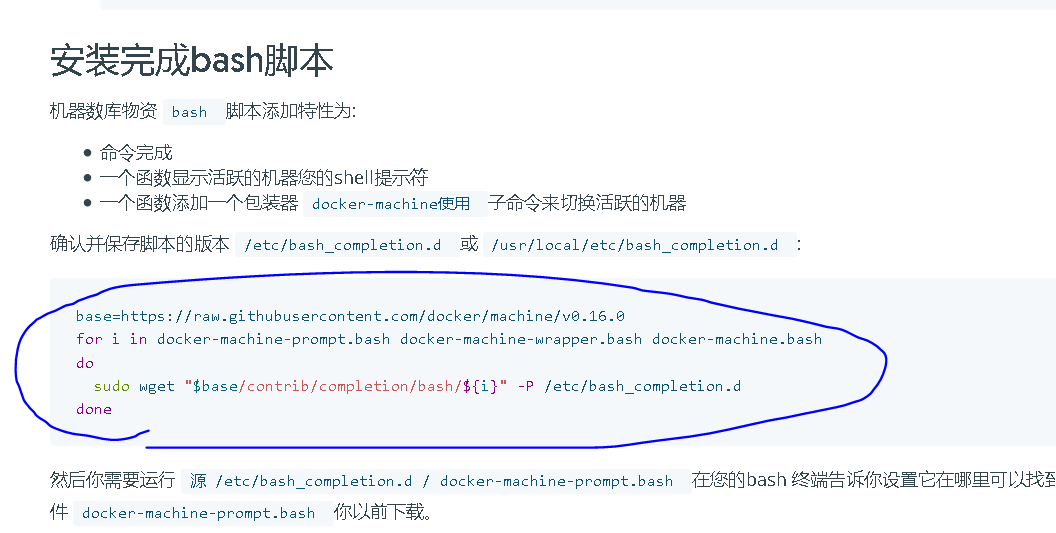 安装完成bash脚本
机器数库物资 bash 脚本添加特性为:
命令完成
一个函数显示活跃的机器您的shell提示符
一个函数添加一个包装器 docker-machine使用 子命令来切换活跃的机器
确认并保存脚本的版本 /etc/bash_completion.d 或 /usr/local/etc/bash_completion.d :
base=https://raw.githubusercontent.com/docker/machine/v0.16.0
for i in docker-machine-prompt.bash docker-machine-wrapper.bash docker-machine.bash
do
sudo wget "$base/contrib/completion/bash/${i}" -P /etc/bash_completion.d
done
然后你需要运行 源 /etc/bash_completion.d / docker-machine-prompt.bash 在您的bash 终端告诉你设置它在哪里可以找到
件 docker-machine-prompt.bash 你以前下载。